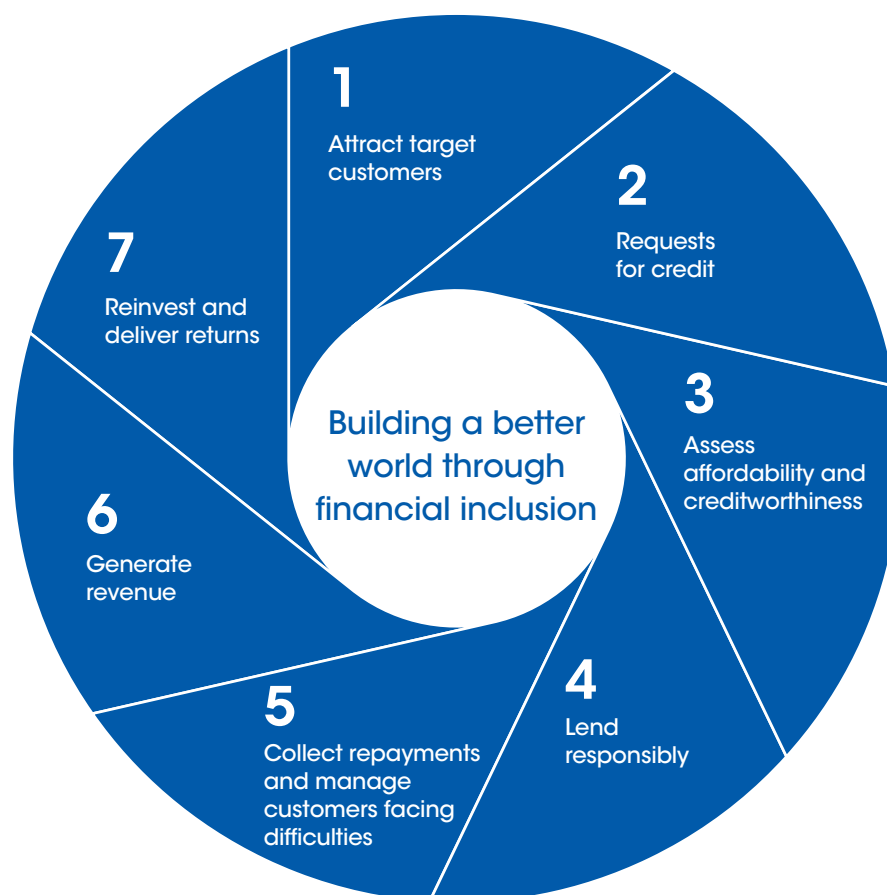 1
Attract target
customers
2
Requests
for credit
3
Assess
affordability and
creditworthiness
4
Lend
responsibly
5
Collect repayments
and manage
customers facing
difficulties
6
Generate
revenue
7
Reinvest and
deliver returns
Building a better
world through
financial inclusion